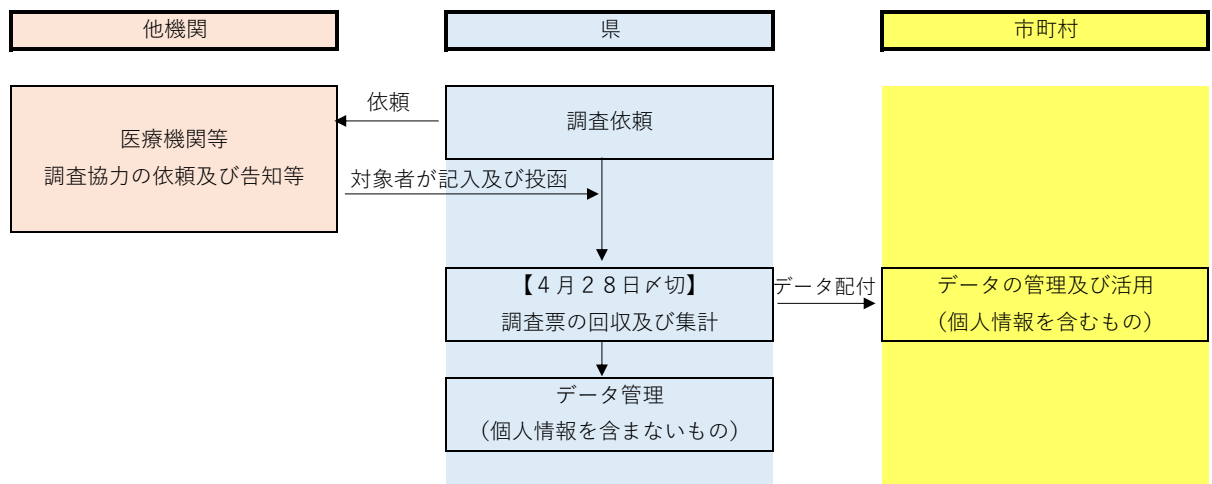 他機関
県
市町村
依頼
調査依頼
医療機関等
調査協力の依頼及び告知等
対象者が記入及び投函
【４月２８日〆切】
調査票の回収及び集計
データ配付
データの管理及び活用
（個人情報を含むもの）
データ管理
（個人情報を含まないもの）